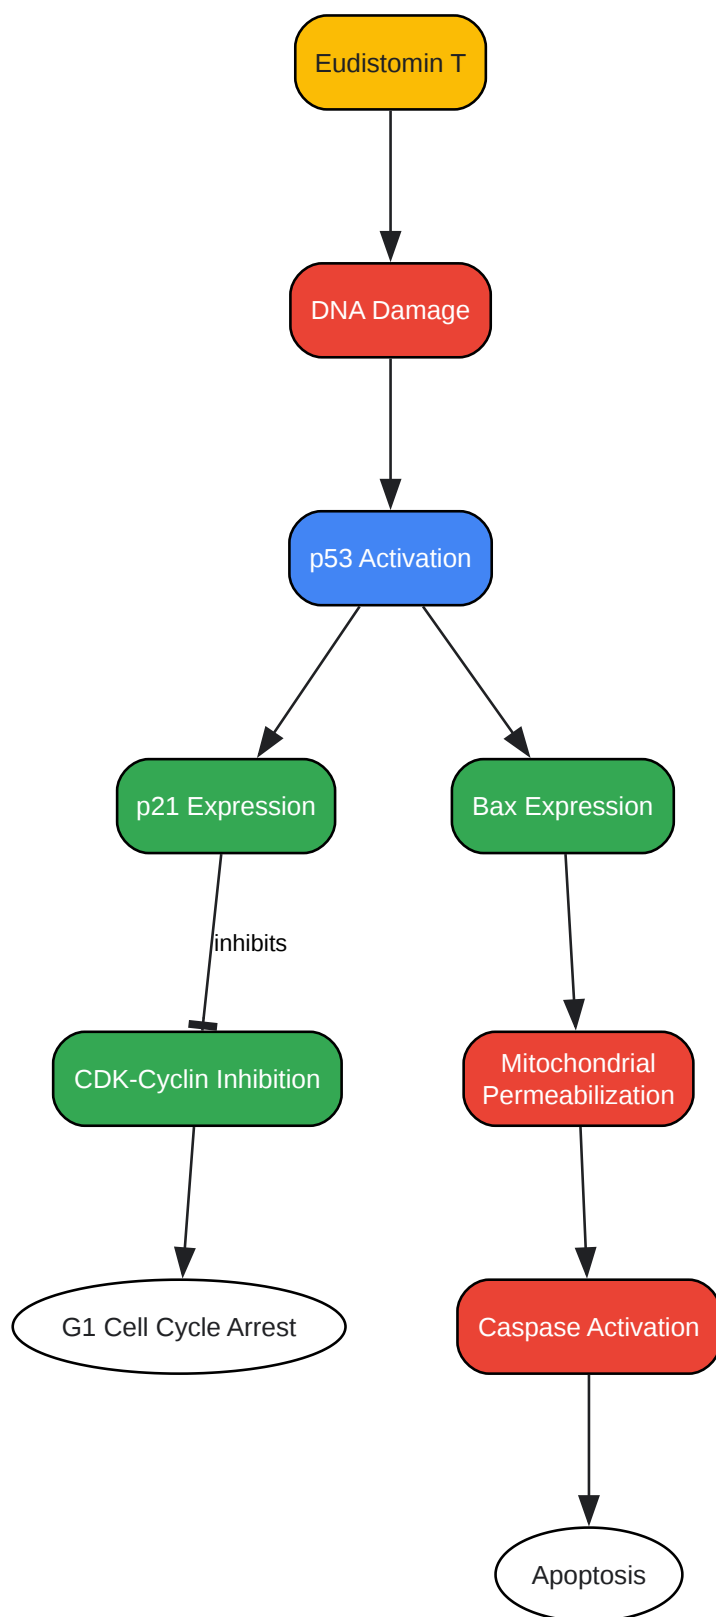 Eudistomin T
DNA Damage
p53 Activation
p21 Expression
Bax Expression
inhibits
CDK-Cyclin Inhibition
Mitochondrial
Permeabilization
G1 Cell Cycle Arrest
Caspase Activation
Apoptosis